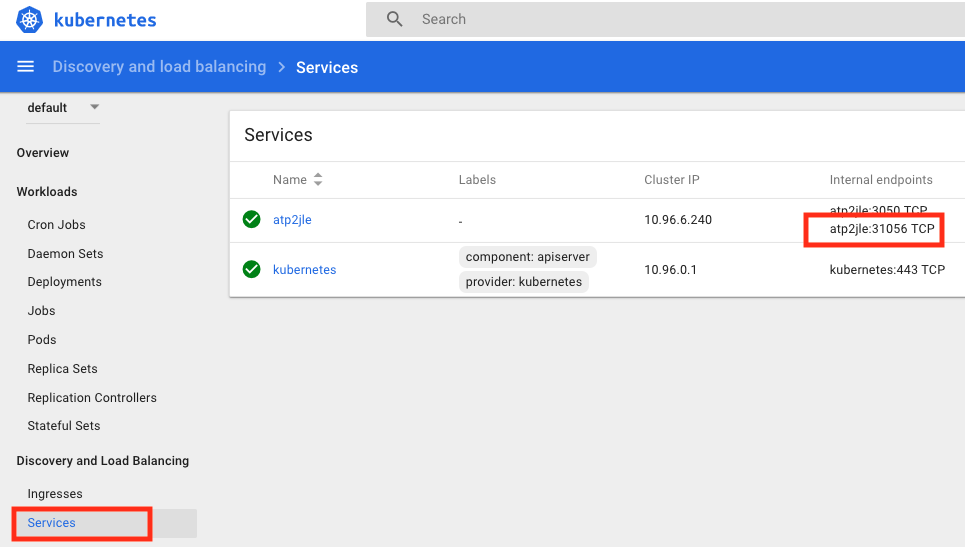 kubernetes
Search
Discovery and load balancing > Services
default
Overview
Workloads
Cron Jobs
Daemon Sets
Deployments
Jobs
Pods
Replica Sets
Replication Controllers
Stateful Sets
Discovery and Load Balancing
Ingresses
Services
Services
Name Labels Cluster IP Internal endpoints
atp2jle - 10.96.6.240 atp2jle:3050 TCP
atp2jle:31056 TCP
kubernetes component: apiserver 10.96.0.1 kubernetes:443 TCP
provider: kubernetes